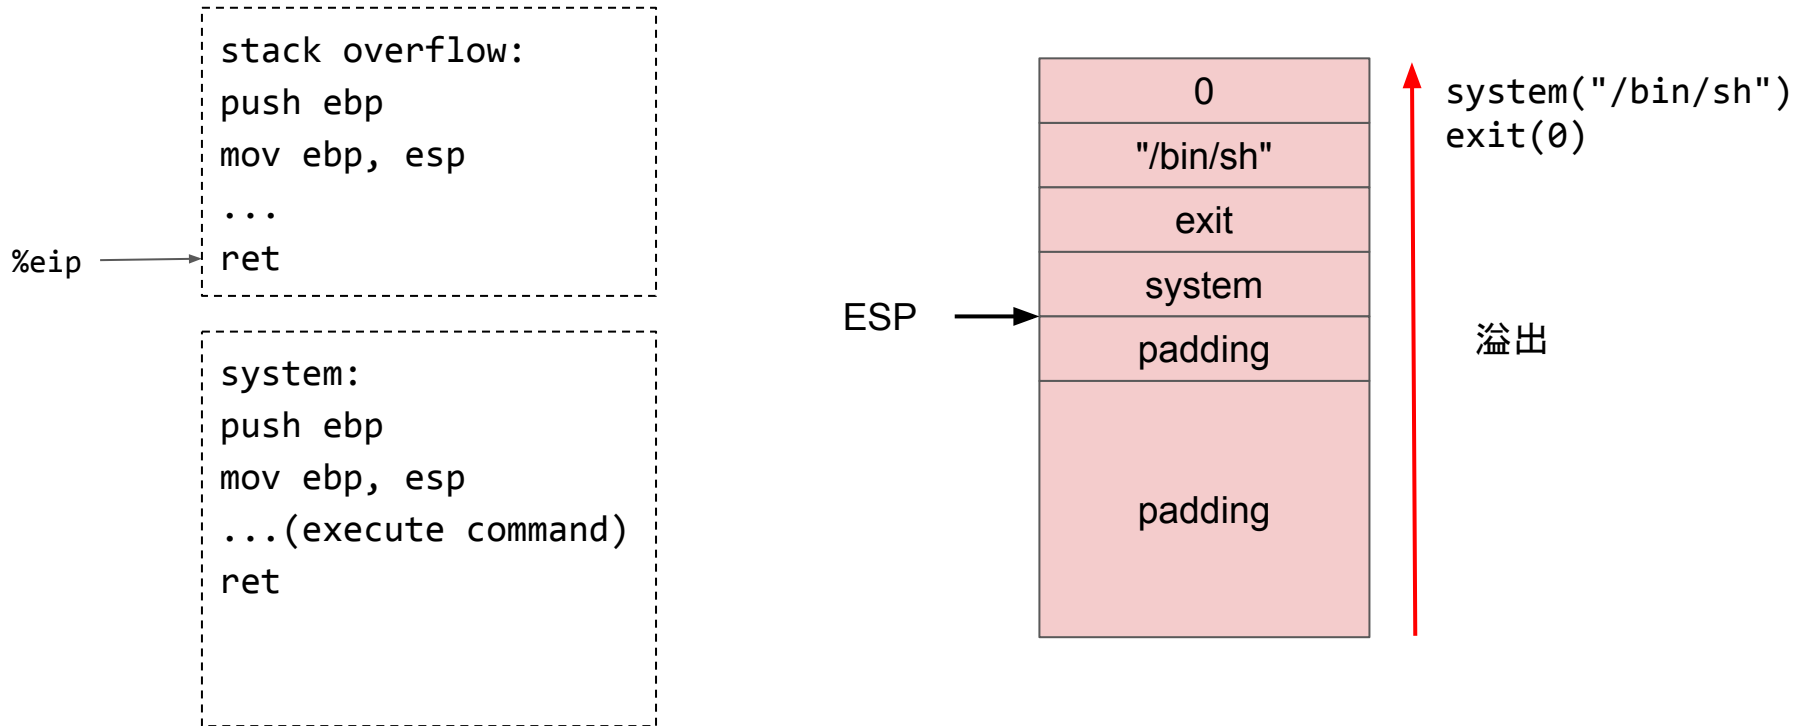 stack overflow:
push ebp
mov ebp, esp
...
ret
%eip
system:
push ebp
mov ebp, esp
...(execute command)
ret
0
"/bin/sh"
exit
system
padding
padding
ESP
system("/bin/sh")
exit(0)
溢出